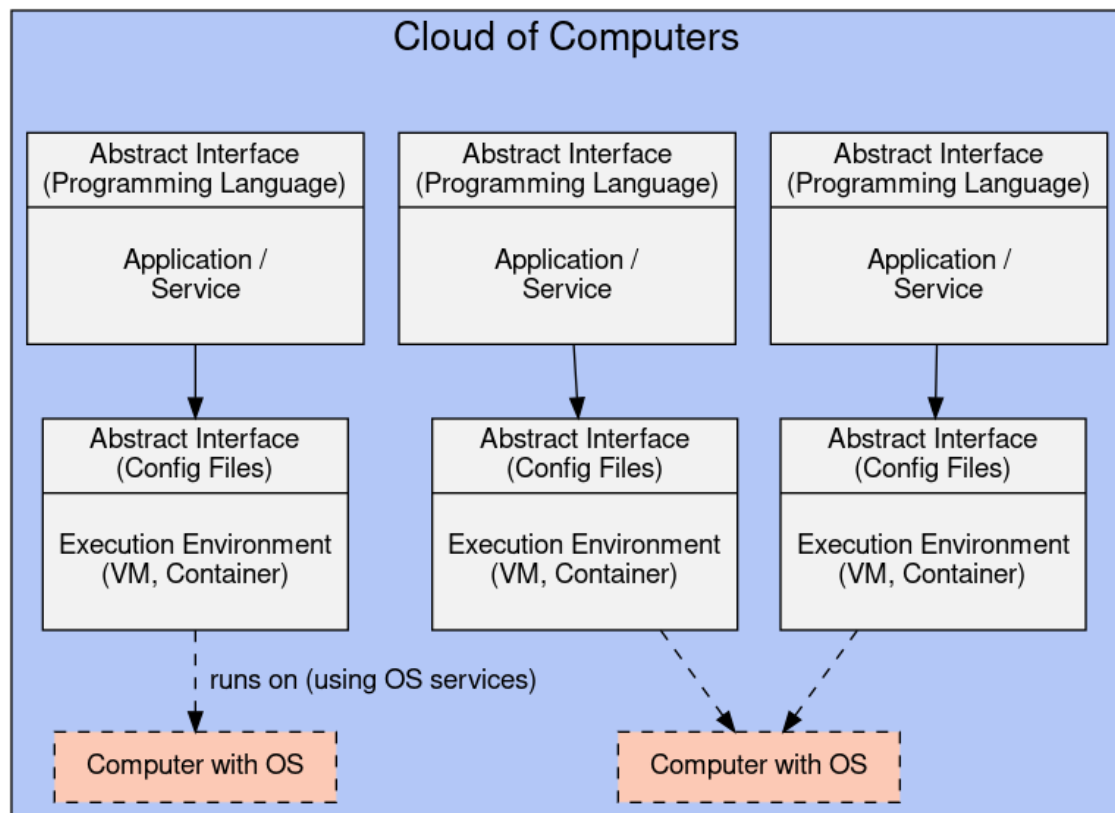 Cloud of Computers
Abstract Interface
(Programming Language)
Application /
Service
Abstract Interface
(Programming Language)
Application /
Service
Abstract Interface
(Programming Language)
Application /
Service
Abstract Interface
(Config Files)
Execution Environment
(VM, Container)
Abstract Interface
(Config Files)
Execution Environment
(VM, Container)
Abstract Interface
(Config Files)
Execution Environment
(VM, Container)
runs on (using OS services)
Computer with OS
Computer with OS